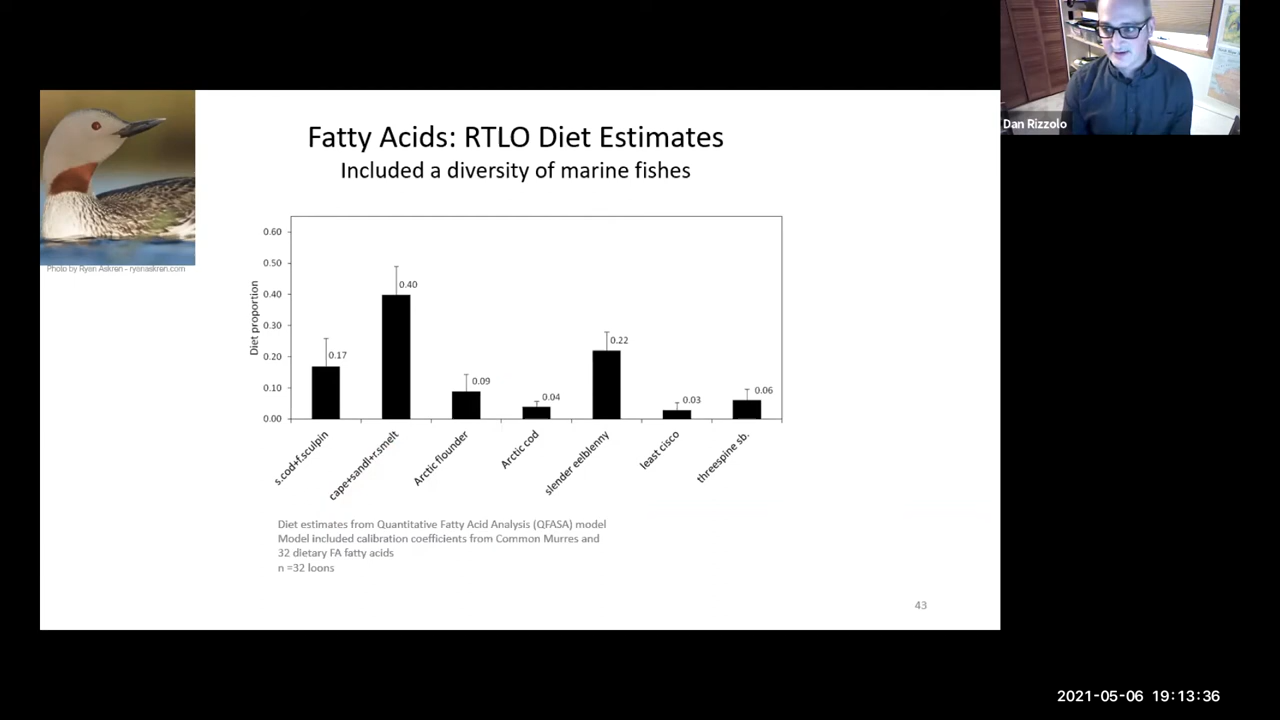 Dan Rizzolo
Fatty Acids: RTLO Diet Estimates
Included a diversity of marine fishes
Photo by Ryan Askren - ryanaskren.com
Diet proportion
0.60
0.50
0.40
0.30
0.20
0.10
0.00
0.17
0.40
0.09
0.04
0.22
0.03
0.06
s.cod+f.sculpin
cape+sandl+r.smelt
Arctic flounder
Arctic cod
slender eelblenny
least cisco
threespine sb.
Diet estimates from Quantitative Fatty Acid Analysis (QFASA) model
Model included calibration coefficients from Common Murres and
32 dietary FA fatty acids
n =32 loons
43
2021-05-06 19:13:36